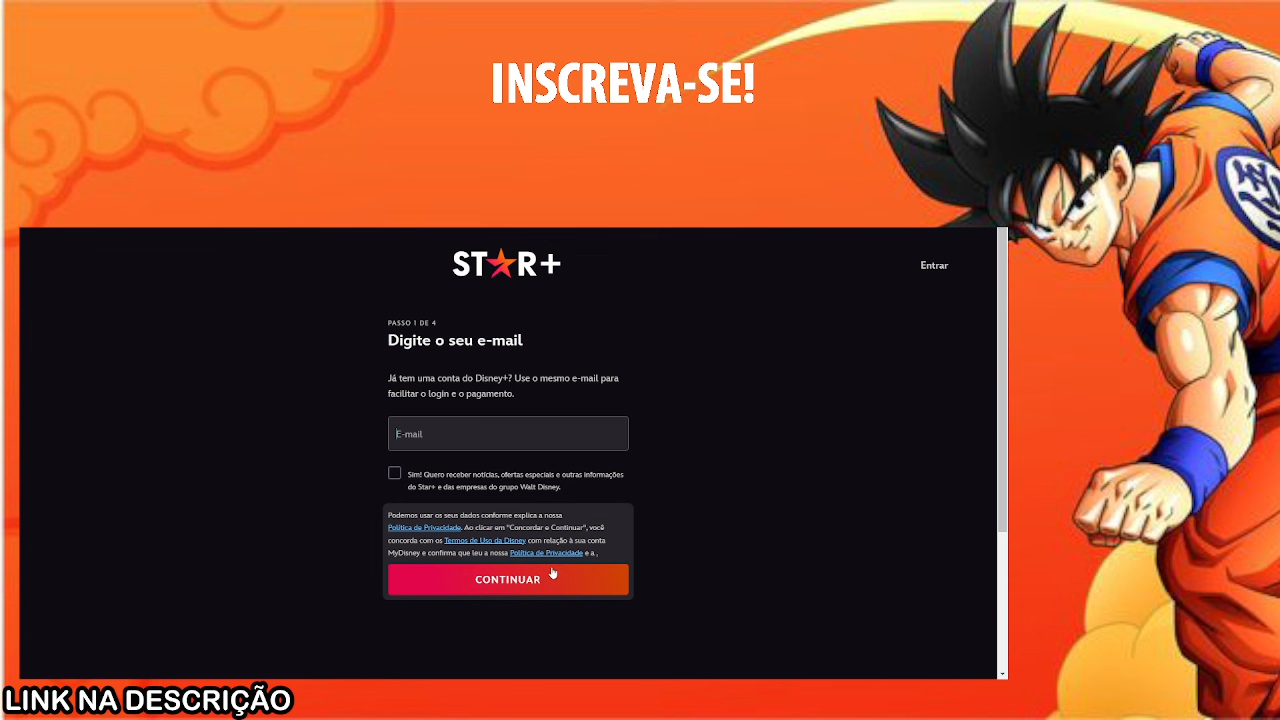 INSCREVA-SE!
STAR+
Entrar
PASSO 1 DE 4
Digite o seu e-mail
Já tem uma conta do Disney+? Use o mesmo e-mail para
facilitar o login e o pagamento.
E-mail
Sim! Quero receber notícias, ofertas especiais e outras informações
do Star+ e das empresas do grupo Walt Disney.
Podemos usar os seus dados conforme explica a nossa
Política de Privacidade. Ao clicar em "Concordar e Continuar", você
concorda com os Termos de Uso da Disney com relação à sua conta
MyDisney e confirma que leu a nossa Política de Privacidade e a ,
CONTINUAR
LINK NA DESCRIÇÃO